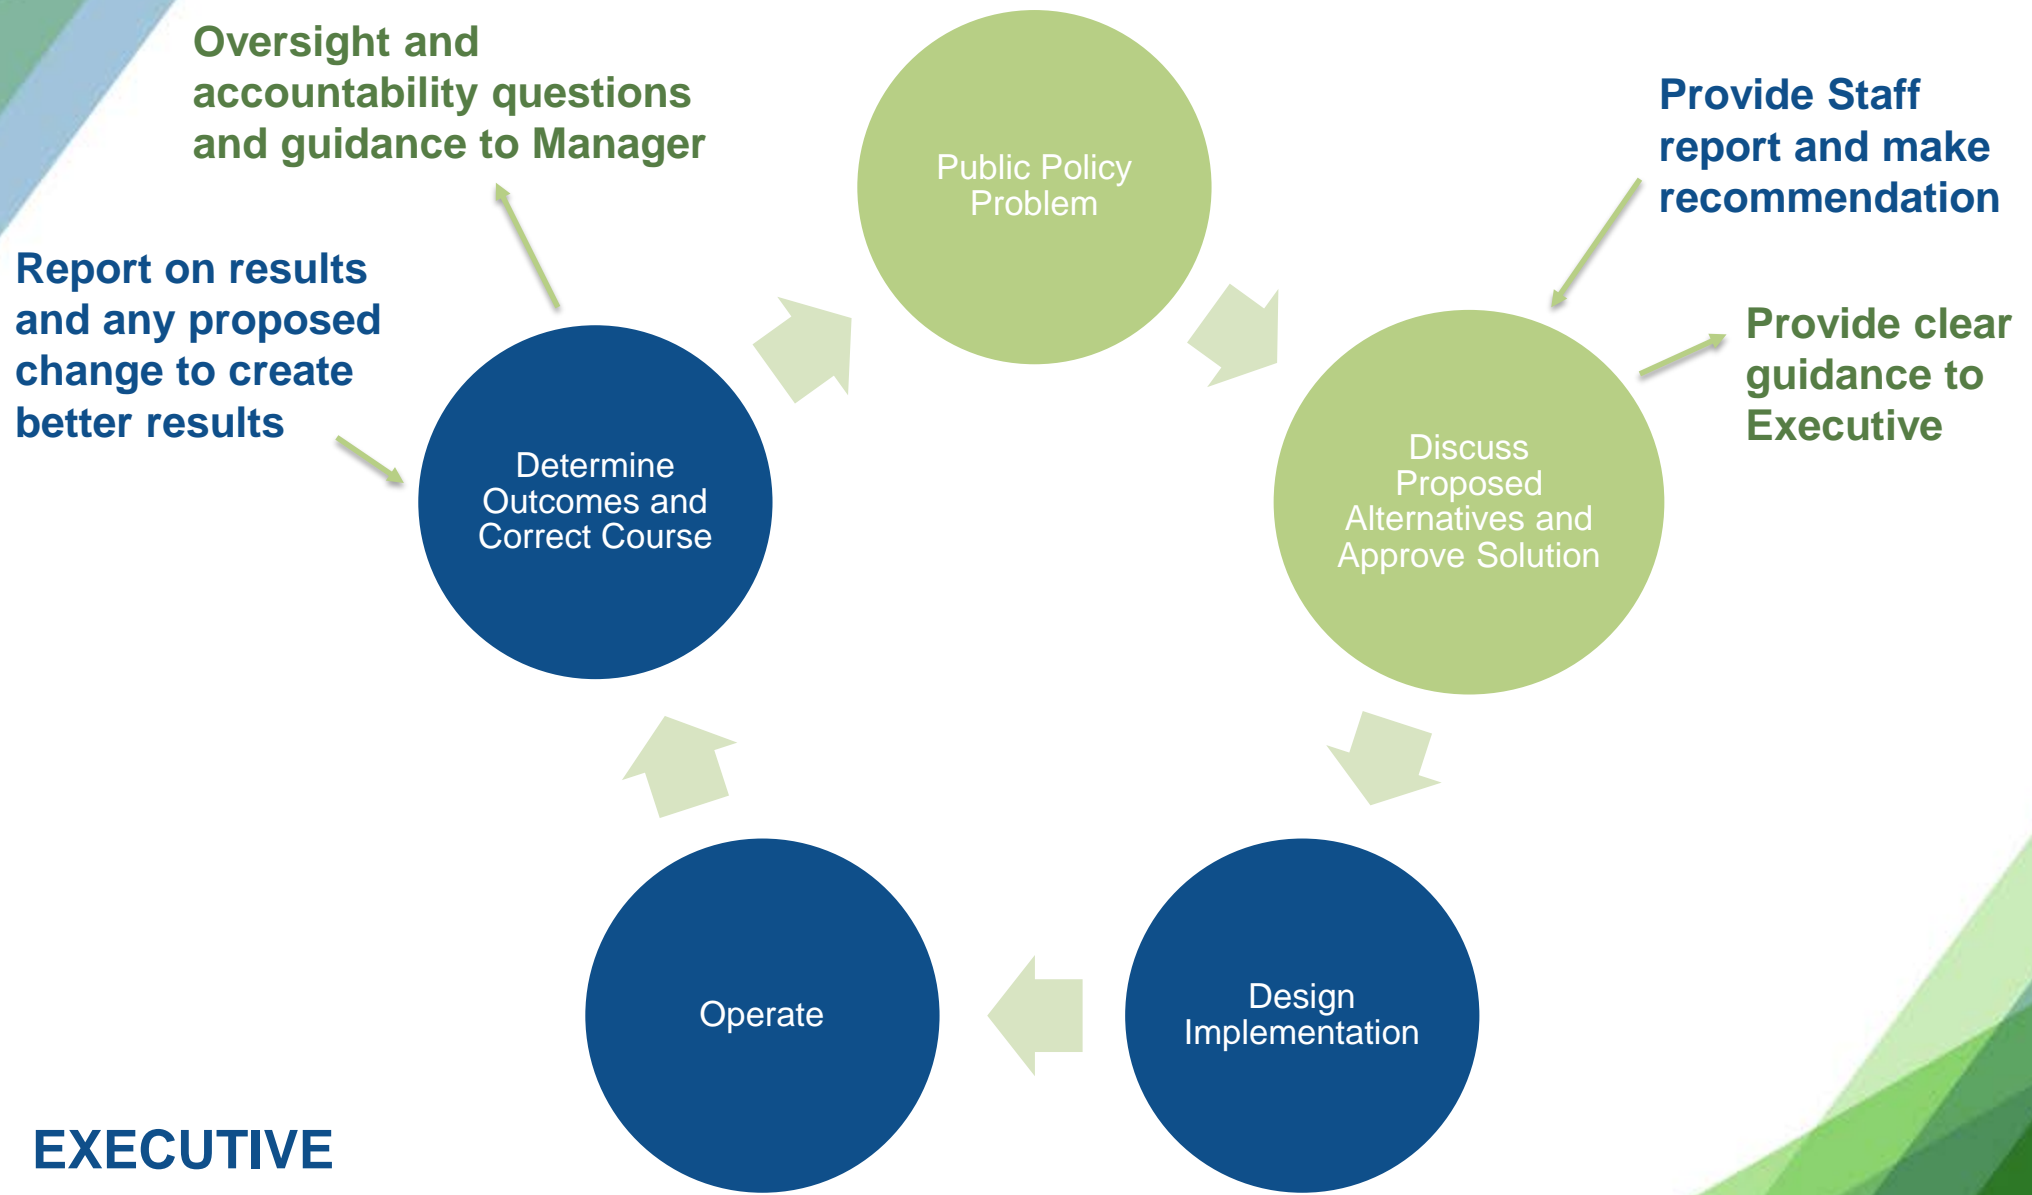 Oversight and
accountability questions
and guidance to Manager
Public Policy
Problem
Provide Staff
report and make
recommendation
Report on results
and any proposed
change to create
better results
Provide clear
guidance to
Executive
Determine
Outcomes and
Correct Course
Discuss
Proposed
Alternatives and
Approve Solution
Operate
Design
Implementation
EXECUTIVE